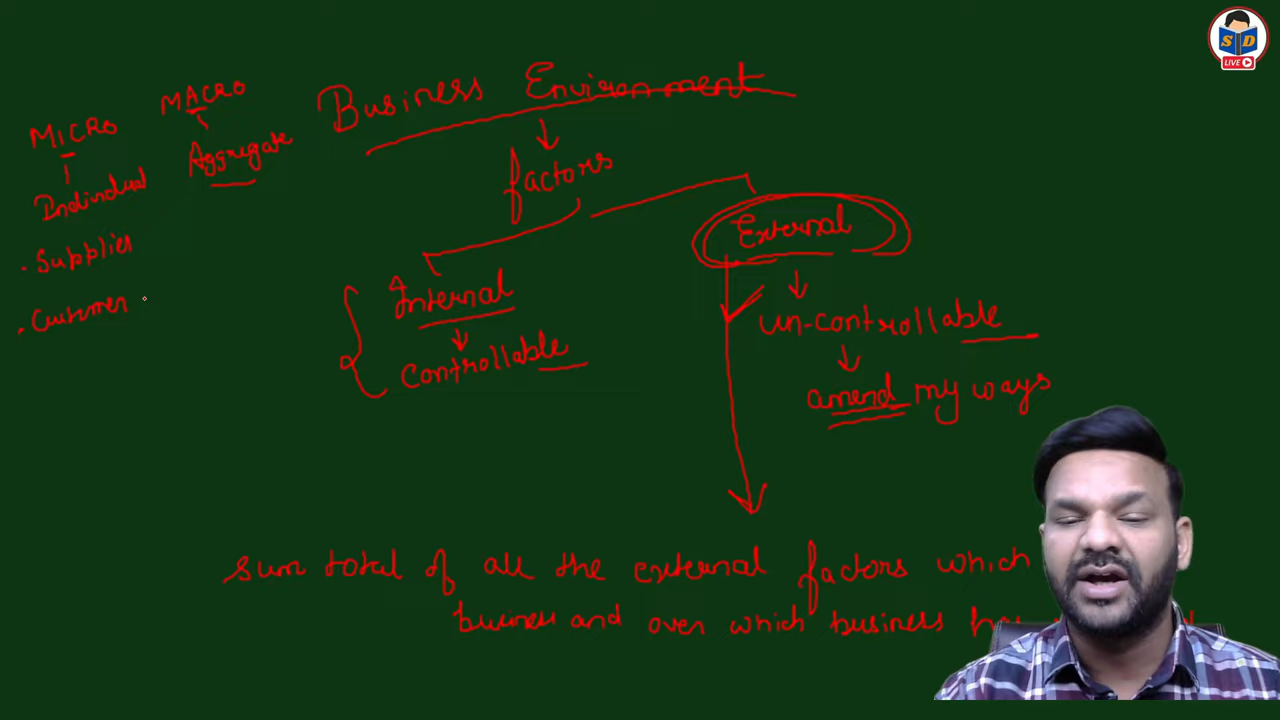 Business Environment
MICRO
MACRO
Individual
Aggregate
. Supplier
. Customer
factors
Internal
Controllable
External
un-controllable
amend my ways
sum total of all the external factors which
business and over which business has
S D
LIVE